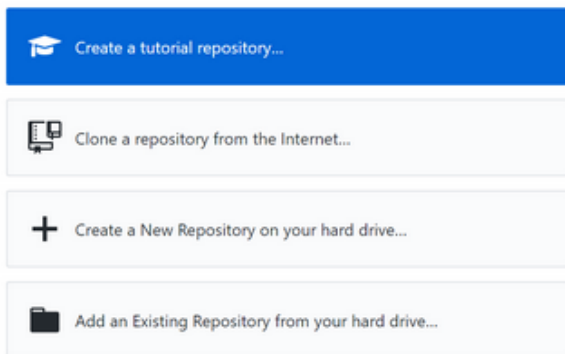 Create a tutorial repository...
Clone a repository from the Internet...
Create a New Repository on your hard drive...
Add an Existing Repository from your hard drive...